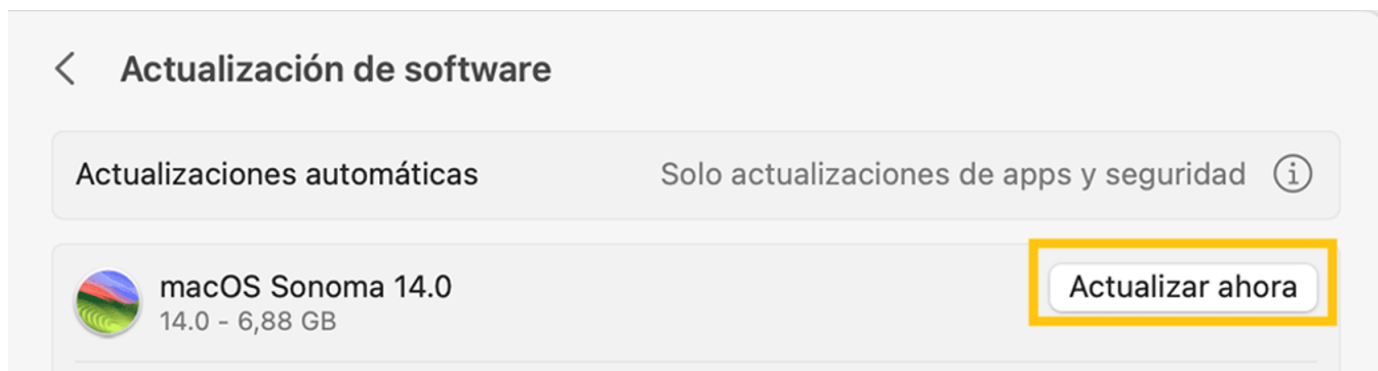 Actualización de software
Actualizaciones automáticas Solo actualizaciones de apps y seguridad
macOS Sonoma 14.0 Actualizar ahora
14.0 - 6,88 GB